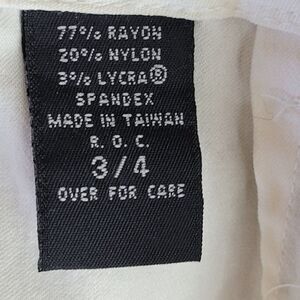 77% RAYON
20% NYLON
3% LYCRA®
SPANDEX
MADE IN TAIWAN
R. O. C.
3/4
OVER FOR CARE